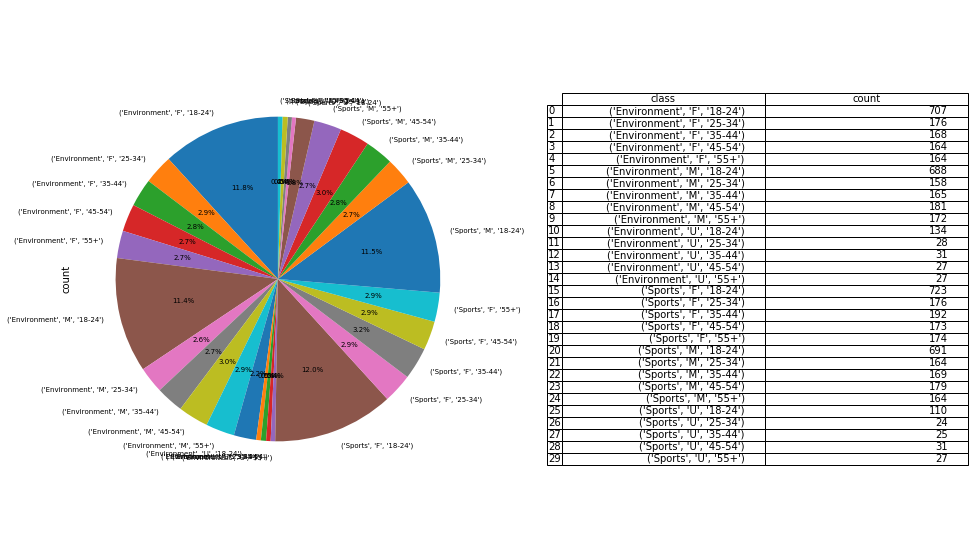 ('Environment', 'F', '18-24')
('Environment', 'F', '25-34')
('Environment', 'F', '35-44')
('Environment', 'F', '45-54')
('Environment', 'F', '55+')
('Environment', 'M', '18-24')
('Environment', 'M', '25-34')
('Environment', 'M', '35-44')
('Environment', 'M', '45-54')
('Environment', 'M', '55+')
('Environment', 'U', '18-24')
('Sports', 'F', '18-24')
('Sports', 'F', '25-34')
('Sports', 'F', '35-44')
('Sports', 'F', '45-54')
('Sports', 'F', '55+')
('Sports', 'M', '18-24')
('Sports', 'M', '25-34')
('Sports', 'M', '35-44')
('Sports', 'M', '45-54')
('Sports', 'M', '55+')
11.8%
2.9%
2.8%
2.7%
2.7%
11.4%
2.6%
2.7%
3.0%
2.9%
2.2%
12.0%
2.9%
3.2%
2.9%
2.9%
11.5%
2.7%
2.8%
3.0%
2.7%
count
class count
0 ('Environment', 'F', '18-24') 707
1 ('Environment', 'F', '25-34') 176
2 ('Environment', 'F', '35-44') 168
3 ('Environment', 'F', '45-54') 164
4 ('Environment', 'F', '55+') 164
5 ('Environment', 'M', '18-24') 688
6 ('Environment', 'M', '25-34') 158
7 ('Environment', 'M', '35-44') 165
8 ('Environment', 'M', '45-54') 181
9 ('Environment', 'M', '55+') 172
10 ('Environment', 'U', '18-24') 134
11 ('Environment', 'U', '25-34') 28
12 ('Environment', 'U', '35-44') 31
13 ('Environment', 'U', '45-54') 27
14 ('Environment', 'U', '55+') 27
15 ('Sports', 'F', '18-24') 723
16 ('Sports', 'F', '25-34') 176
17 ('Sports', 'F', '35-44') 192
18 ('Sports', 'F', '45-54') 173
19 ('Sports', 'F', '55+') 174
20 ('Sports', 'M', '18-24') 691
21 ('Sports', 'M', '25-34') 164
22 ('Sports', 'M', '35-44') 169
23 ('Sports', 'M', '45-54') 179
24 ('Sports', 'M', '55+') 164
25 ('Sports', 'U', '18-24') 110
26 ('Sports', 'U', '25-34') 24
27 ('Sports', 'U', '35-44') 25
28 ('Sports', 'U', '45-54') 31
29 ('Sports', 'U', '55+') 27